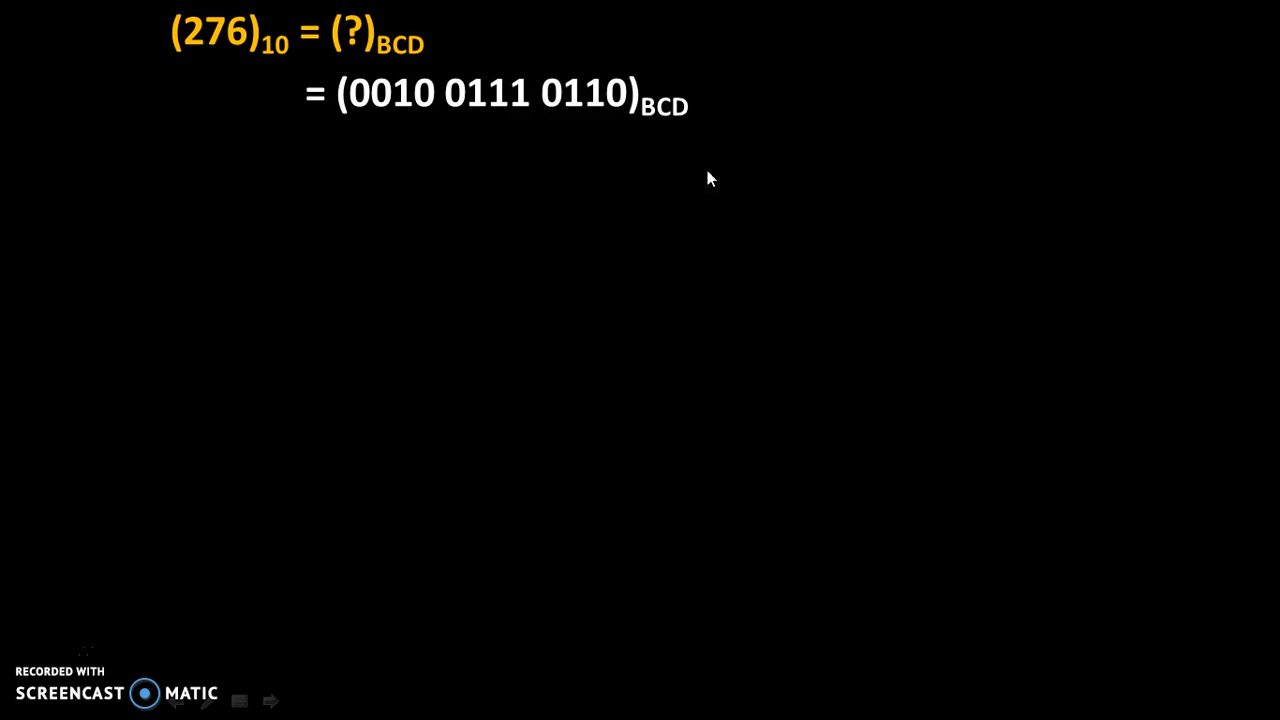 (276)10 = (?)BCD
= (0010 0111 0110)BCD
RECORDED WITH
SCREENCAST MATIC